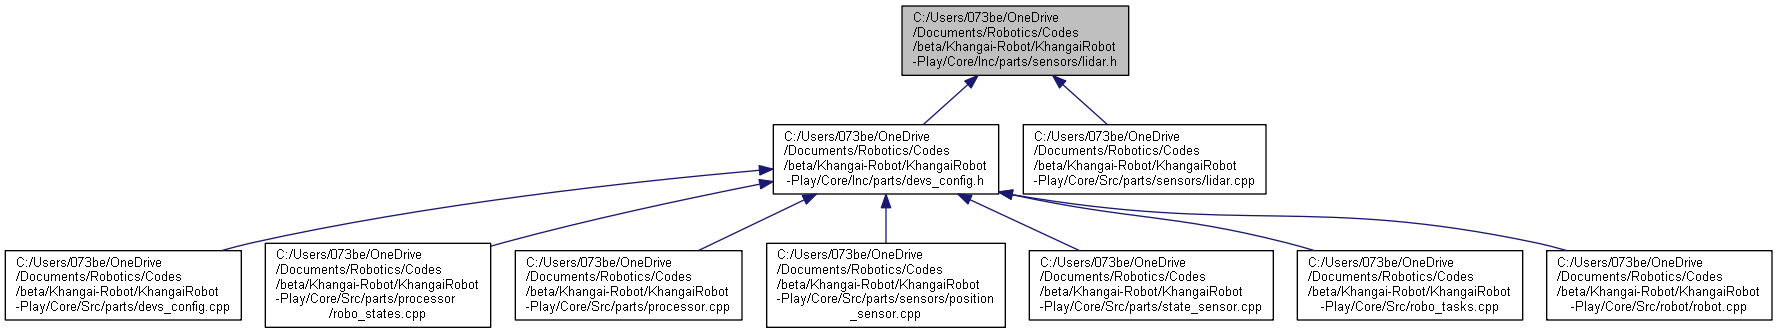 C:/Users/073be/OneDrive
/Documents/Robotics/Codes
/beta/Khangai-Robot/KhangaiRobot
-Play/Core/Inc/parts/sensors/lidar.h
C:/Users/073be/OneDrive
/Documents/Robotics/Codes
/beta/Khangai-Robot/KhangaiRobot
-Play/Core/Inc/parts/devs_config.h
C:/Users/073be/OneDrive
/Documents/Robotics/Codes
/beta/Khangai-Robot/KhangaiRobot
-Play/Core/Src/parts/sensors/lidar.cpp
C:/Users/073be/OneDrive
/Documents/Robotics/Codes
/beta/Khangai-Robot/KhangaiRobot
-Play/Core/Src/parts/devs_config.cpp
C:/Users/073be/OneDrive
/Documents/Robotics/Codes
/beta/Khangai-Robot/KhangaiRobot
-Play/Core/Src/parts/processor
/robo_states.cpp
C:/Users/073be/OneDrive
/Documents/Robotics/Codes
/beta/Khangai-Robot/KhangaiRobot
-Play/Core/Src/parts/processor.cpp
C:/Users/073be/OneDrive
/Documents/Robotics/Codes
/beta/Khangai-Robot/KhangaiRobot
-Play/Core/Src/parts/sensors/position
_sensor.cpp
C:/Users/073be/OneDrive
/Documents/Robotics/Codes
/beta/Khangai-Robot/KhangaiRobot
-Play/Core/Src/parts/state_sensor.cpp
C:/Users/073be/OneDrive
/Documents/Robotics/Codes
/beta/Khangai-Robot/KhangaiRobot
-Play/Core/Src/robo_tasks.cpp
C:/Users/073be/OneDrive
/Documents/Robotics/Codes
/beta/Khangai-Robot/KhangaiRobot
-Play/Core/Src/robot/robot.cpp